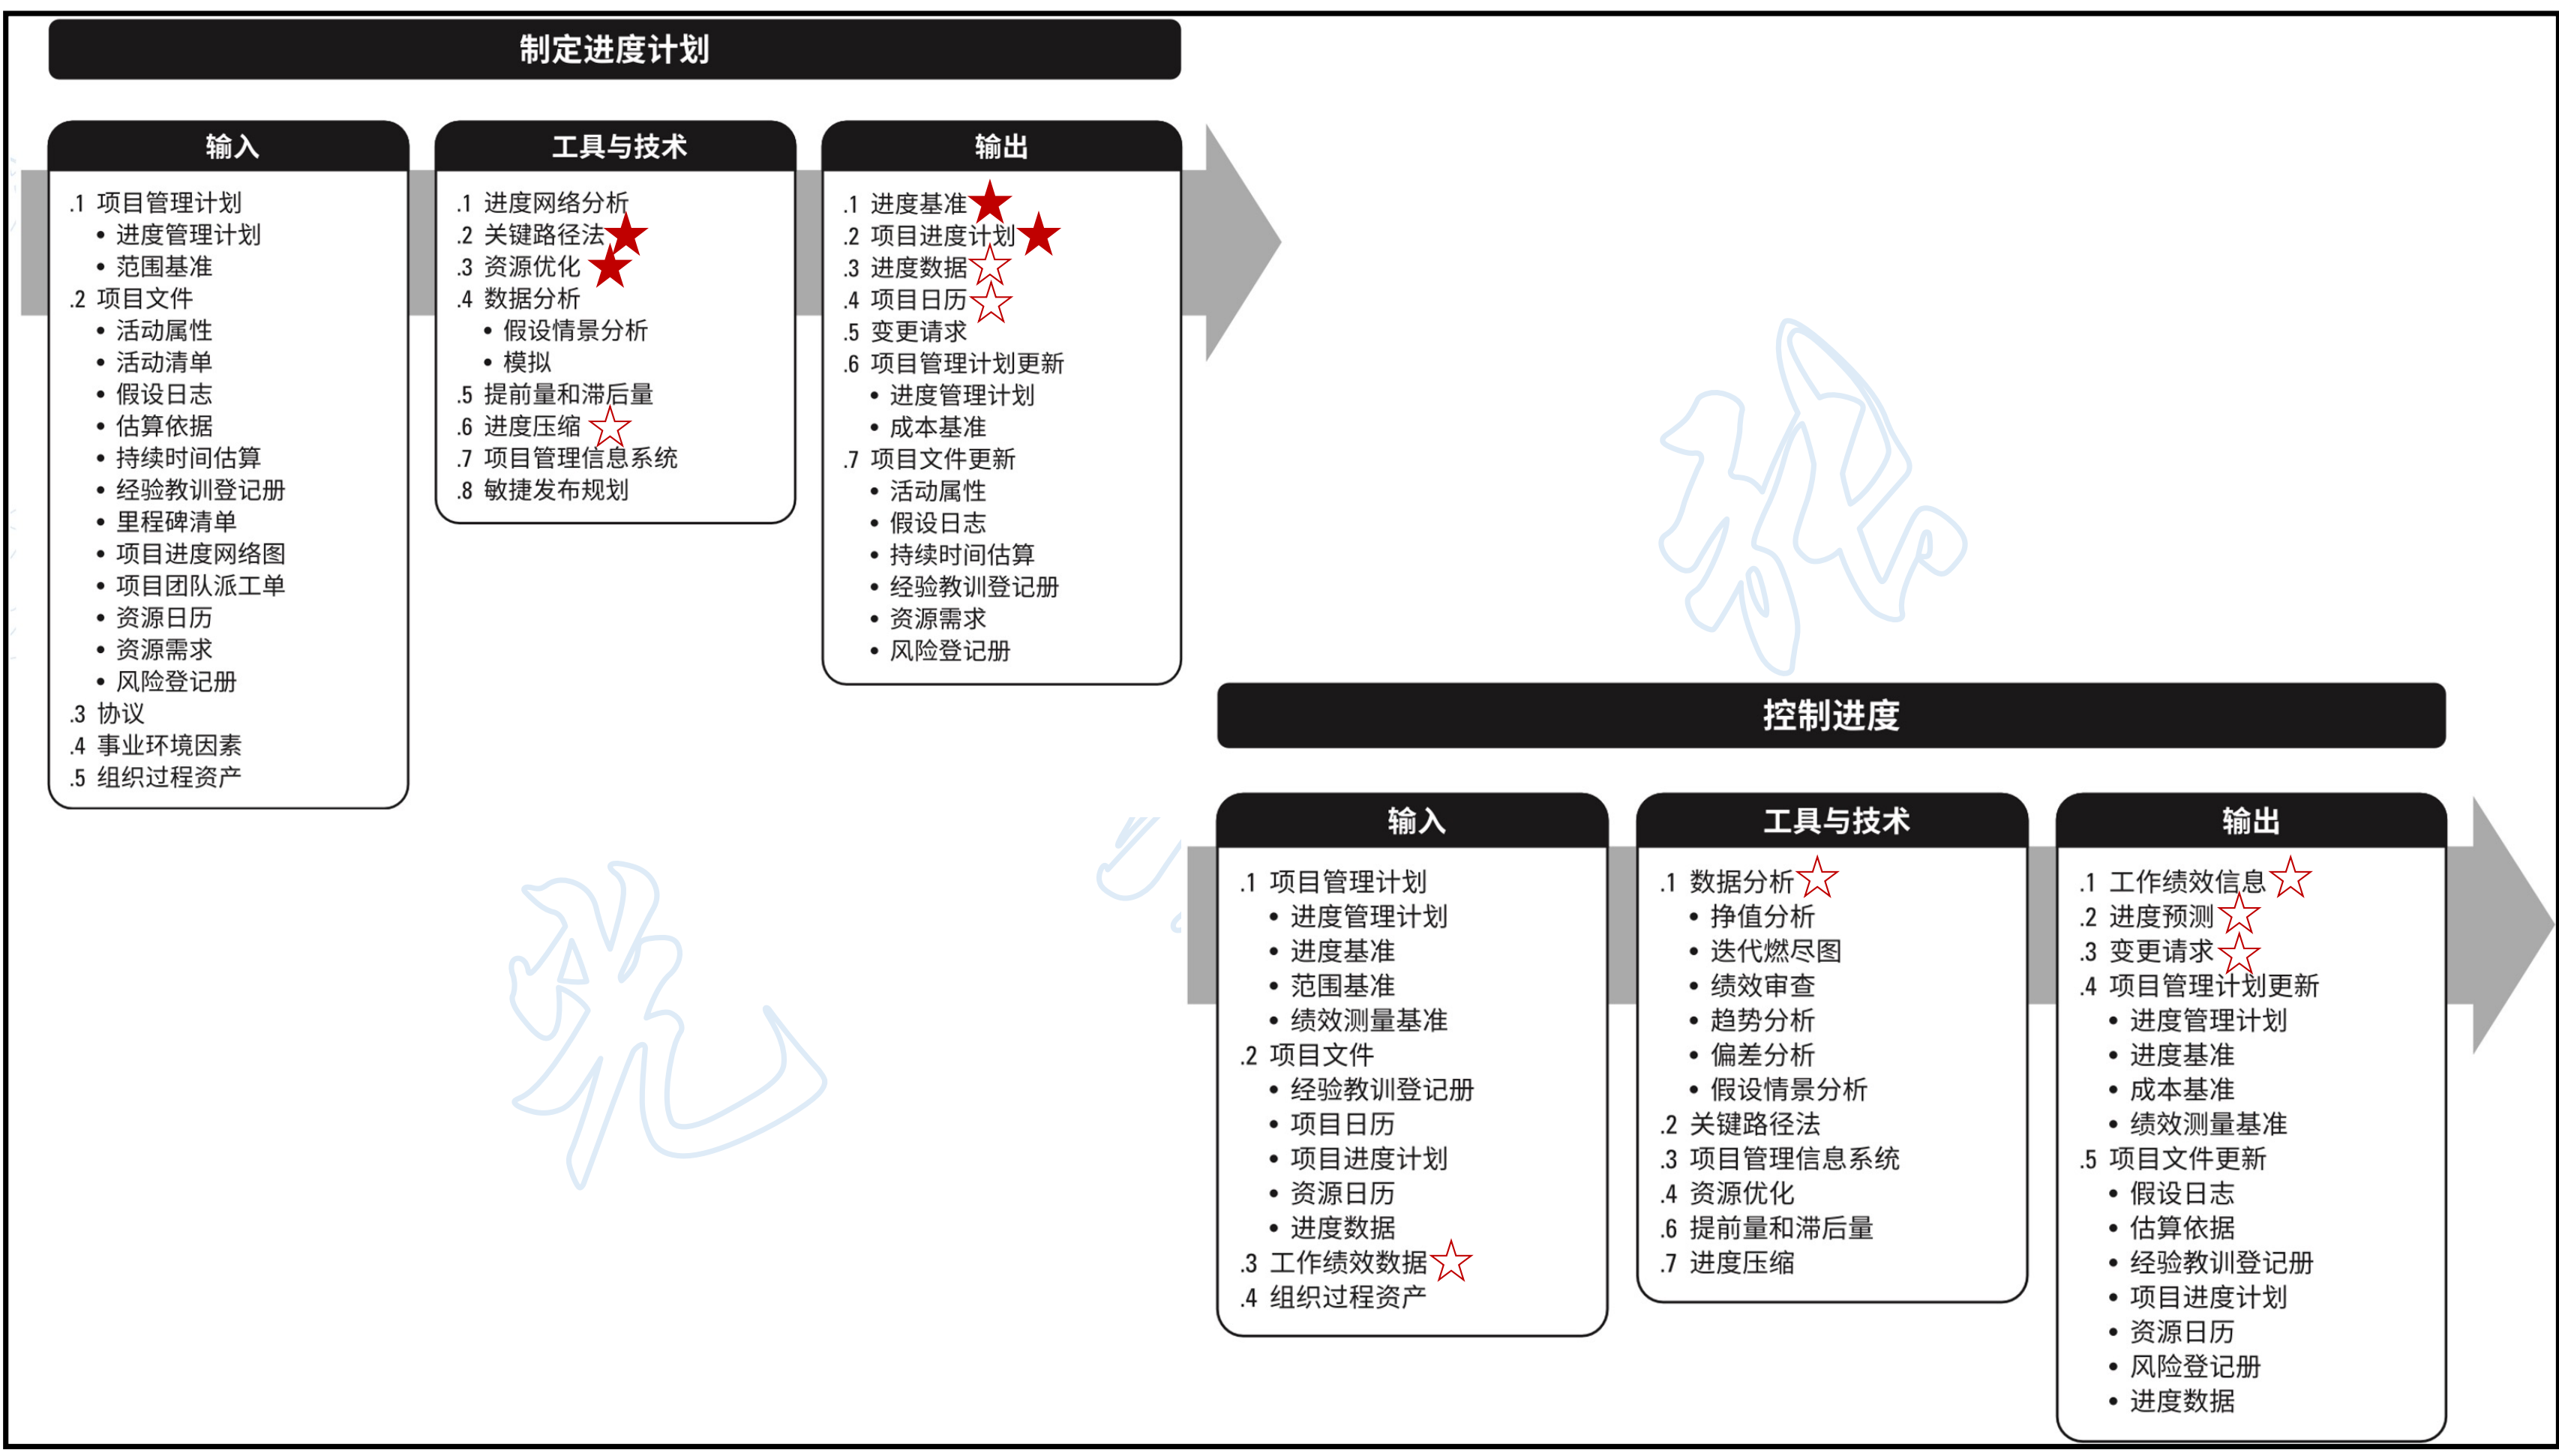 制定进度计划
输入
.1 项目管理计划
• 进度管理计划
• 范围基准
.2 项目文件
• 活动属性
• 活动清单
• 假设日志
• 估算依据
• 持续时间估算
• 经验教训登记册
• 里程碑清单
• 项目进度网络图
• 项目团队派工单
• 资源日历
• 资源需求
• 风险登记册
.3 协议
.4 事业环境因素
.5 组织过程资产
工具与技术
.1 进度网络分析
.2 关键路径法
.3 资源优化
.4 数据分析
• 假设情景分析
• 模拟
.5 提前量和滞后量
.6 进度压缩
.7 项目管理信息系统
.8 敏捷发布规划
输出
.1 进度基准
.2 项目进度计划
.3 进度数据
.4 项目日历
.5 变更请求
.6 项目管理计划更新
• 进度管理计划
• 成本基准
.7 项目文件更新
• 活动属性
• 假设日志
• 持续时间估算
• 经验教训登记册
• 资源需求
• 风险登记册
控制进度
输入
.1 项目管理计划
• 进度管理计划
• 进度基准
• 范围基准
• 绩效测量基准
.2 项目文件
• 经验教训登记册
• 项目日历
• 项目进度计划
• 资源日历
• 进度数据
.3 工作绩效数据
.4 组织过程资产
工具与技术
.1 数据分析
• 挣值分析
• 迭代燃尽图
• 绩效审查
• 趋势分析
• 偏差分析
• 假设情景分析
.2 关键路径法
.3 项目管理信息系统
.4 资源优化
.6 提前量和滞后量
.7 进度压缩
输出
.1 工作绩效信息
.2 进度预测
.3 变更请求
.4 项目管理计划更新
• 进度管理计划
• 进度基准
• 成本基准
• 绩效测量基准
.5 项目文件更新
• 假设日志
• 估算依据
• 经验教训登记册
• 项目进度计划
• 资源日历
• 风险登记册
• 进度数据